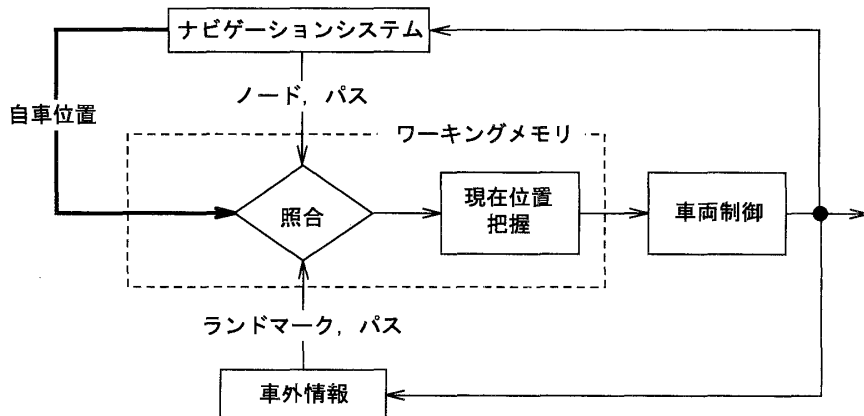 ナビゲーションシステム
ノード，パス
自車位置
ワーキングメモリ
照合
現在位置
把握
車両制御
ランドマーク，パス
車外情報